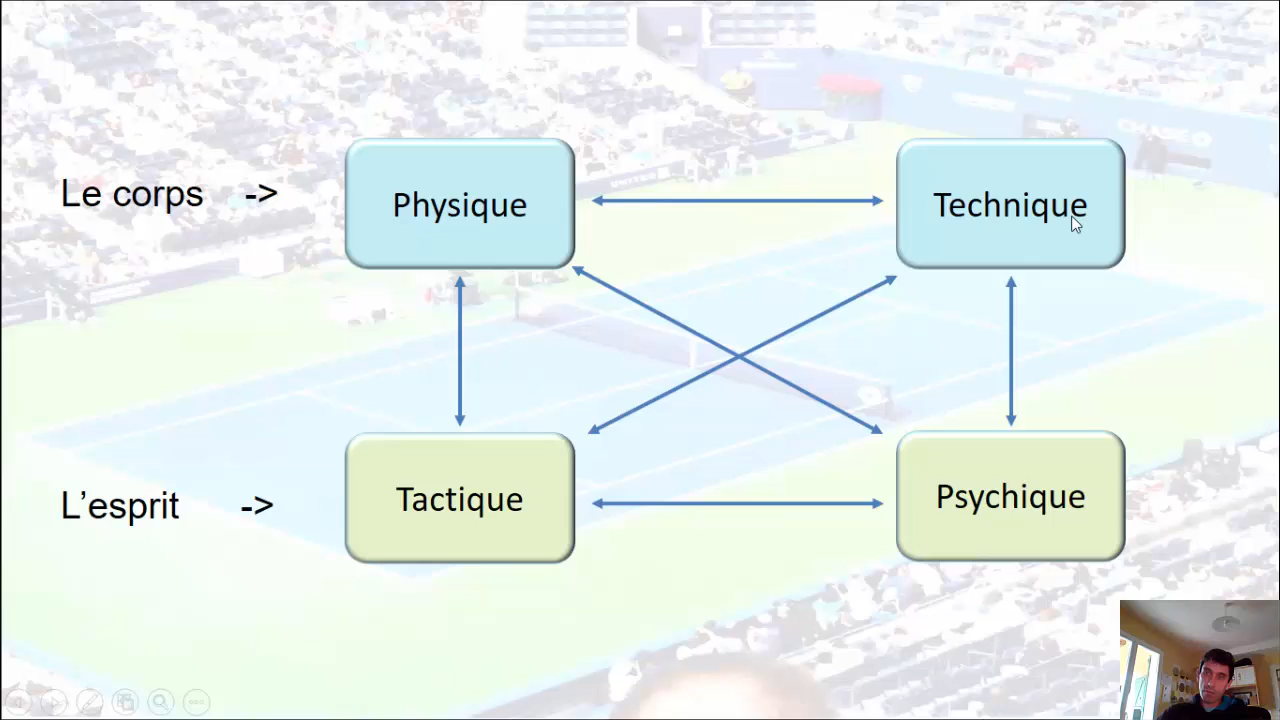 Le corps -> Physique Technique
L’esprit -> Tactique Psychique